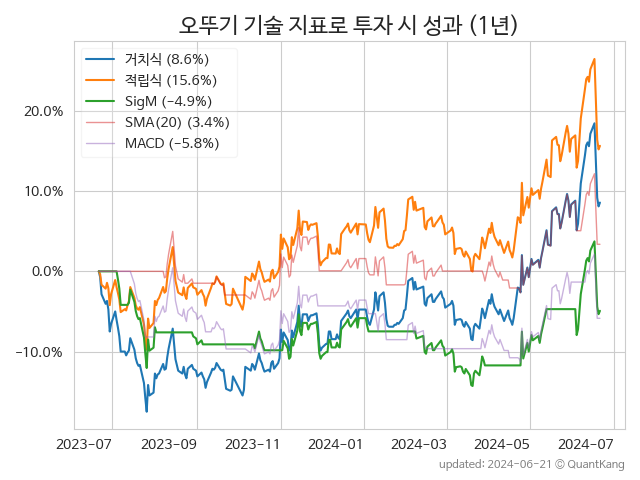 오뚜기 기술 지표로 투자 시 성과 (1년)
거치식 (8.6%)
적립식 (15.6%)
SigM (−4.9%)
SMA(20) (3.4%)
MACD (−5.8%)
20.0%
10.0%
0.0%
−10.0%
2023-07 2023-09 2023-11 2024-01 2024-03 2024-05 2024-07
updated: 2024-06-21 © QuantKang